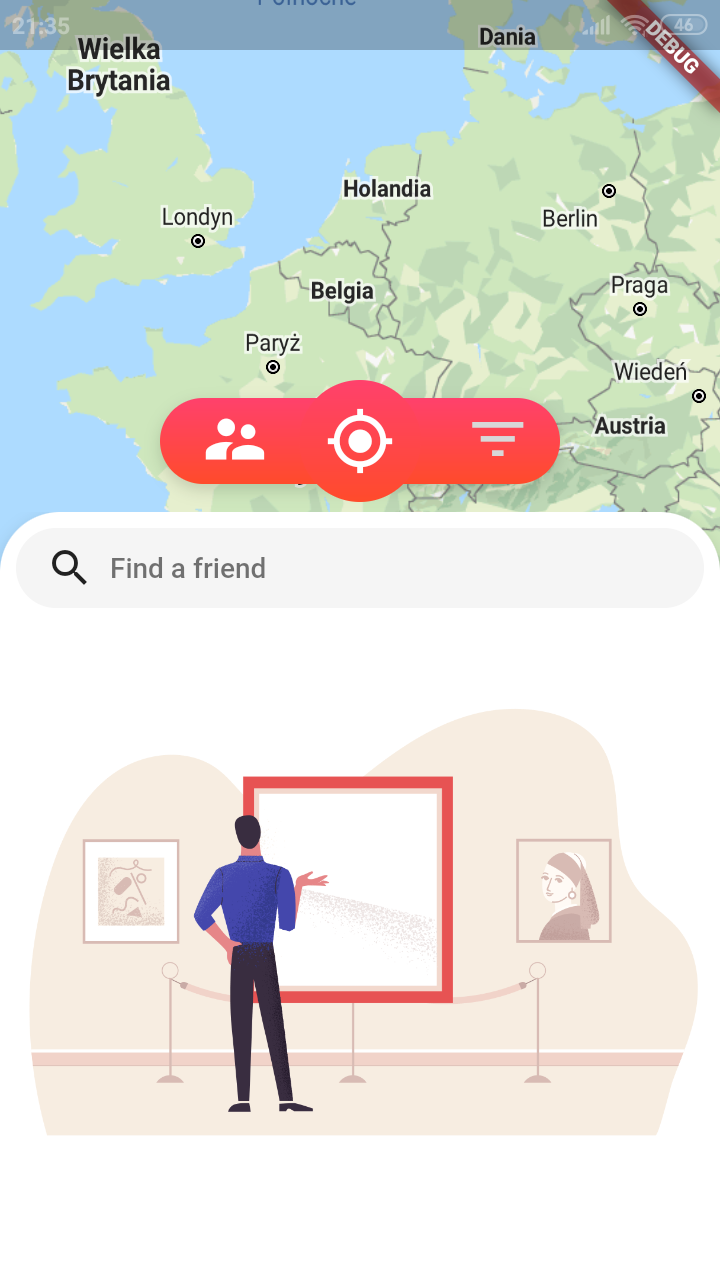 Północne
21:35
46
DEBUG
Wielka
Brytania
Dania
Holandia
Londyn
Berlin
Belgia
Praga
Paryż
Wiedeń
Austria
Find a friend